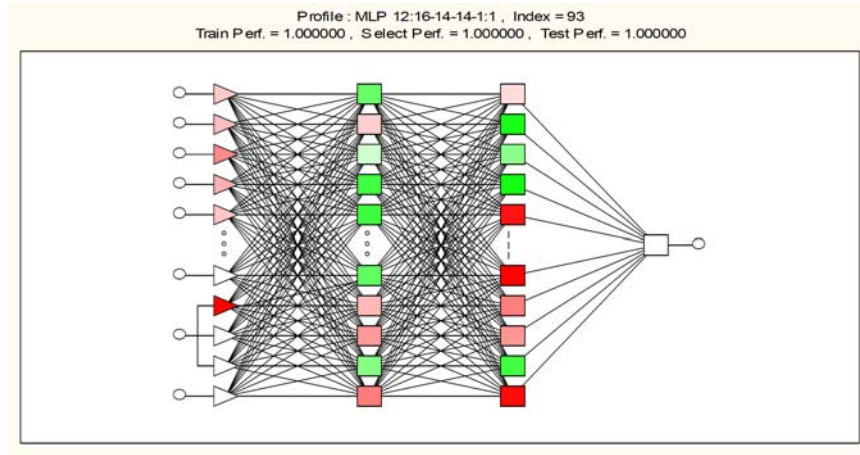 Profile : MLP 12:16-14-14-1:1 , Index = 93
Train Perf. = 1.000000 , Select Perf. = 1.000000 , Test Perf. = 1.000000